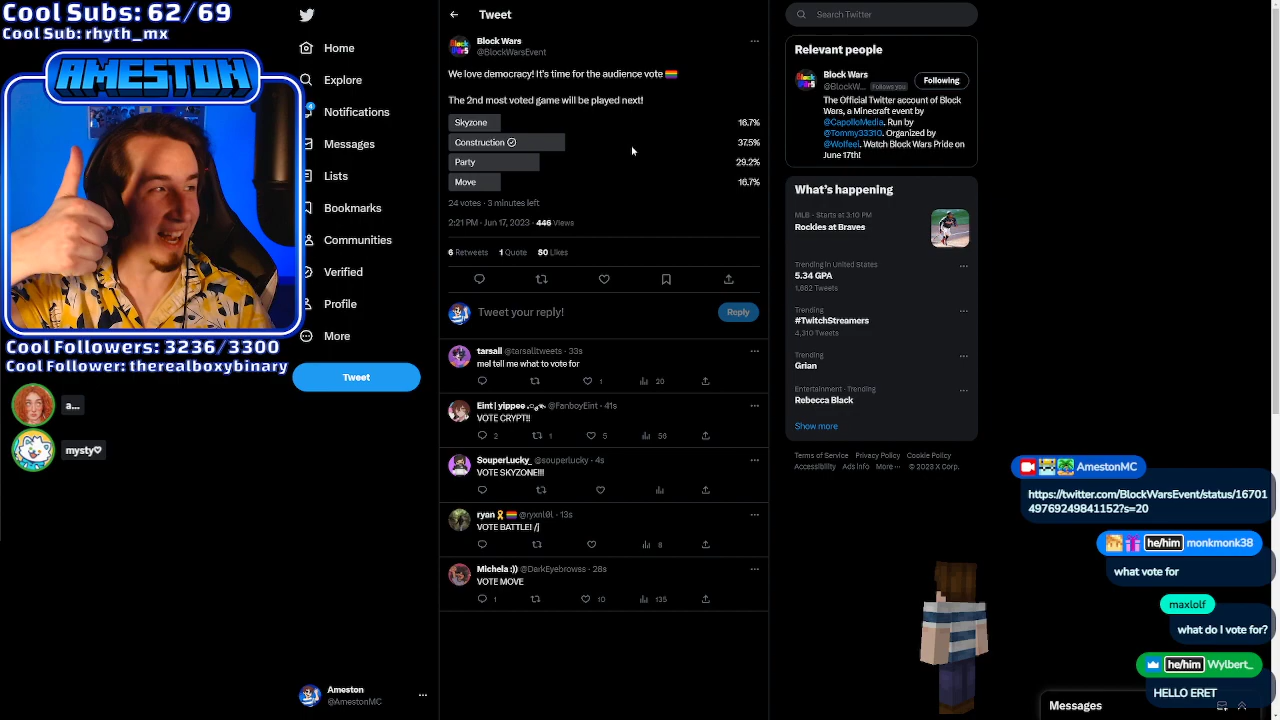 Cool Subs: 62/69
Cool Sub: rhyth_mx
AMESTON
Cool Followers: 3236/3300
Cool Follower: therealboxybinary
a...
mysty♡
Home
Explore
4
Notifications
Messages
Lists
Bookmarks
Communities
Verified
Profile
More
Tweet
Ameston
@AmestonMC
Tweet
Block Wars
@BlockWarsEvent
We love democracy! It's time for the audience vote 🏳️‍🌈
The 2nd most voted game will be played next!
Skyzone 16.7%
Construction 37.5%
Party 29.2%
Move 16.7%
24 votes · 3 minutes left
2:21 PM · Jun 17, 2023 · 446 Views
6 Retweets 1 Quote 80 Likes
Tweet your reply!
Reply
tarsall @tarsalltweets · 33s
mel tell me what to vote for
1 20
Eint | yippee @FanboyEint · 41s
VOTE CRYPT!!
2 1 5 56
SouperLucky_ @souperlucky · 4s
VOTE SKYZONE!!!
ryan 🎗️🏳️‍🌈 @ryxnl0l · 13s
VOTE BATTLE! /j
8
Michela :)) @DarkEyebrowss · 28s
VOTE MOVE
1 10 135
Search Twitter
Relevant people
Block Wars
@BlockW... Follows you
Following
The Official Twitter account of Block
Wars, a Minecraft event by
@CapolloMedia. Run by
@Tommy33310. Organized by
@Wolfeei. Watch Block Wars Pride on
June 17th!
What's happening
MLB · Starts at 3:10 PM
Rockies at Braves
Trending in United States
5.34 GPA
1,682 Tweets
Trending
#TwitchStreamers
4,310 Tweets
Trending
Grian
Entertainment · Trending
Rebecca Black
Show more
Terms of Service Privacy Policy Cookie Policy
Accessibility Ads info More ··· © 2023 X Corp.
AmestonMC
https://twitter.com/BlockWarsEvent/status/16701
49769249841152?s=20
he/him monkmonk38
what vote for
maxlolf
what do I vote for?
he/him Wylbert_
HELLO ERET
Messages